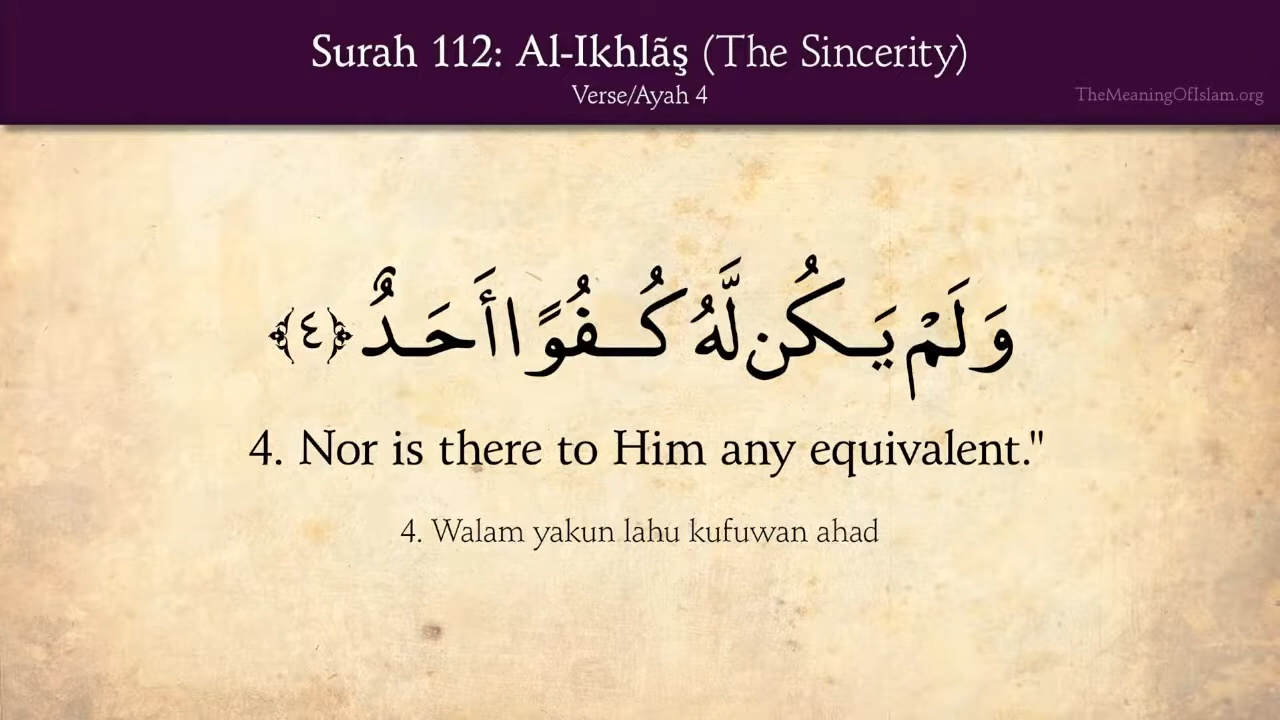 Surah 112: Al-Ikhlãş (The Sincerity)
Verse/Ayah 4
TheMeaningOfIslam.org
وَلَمْ يَكُن لَّهُ كُفُوًا أَحَدٌ ﴿٤﴾
4. Nor is there to Him any equivalent."
4. Walam yakun lahu kufuwan ahad